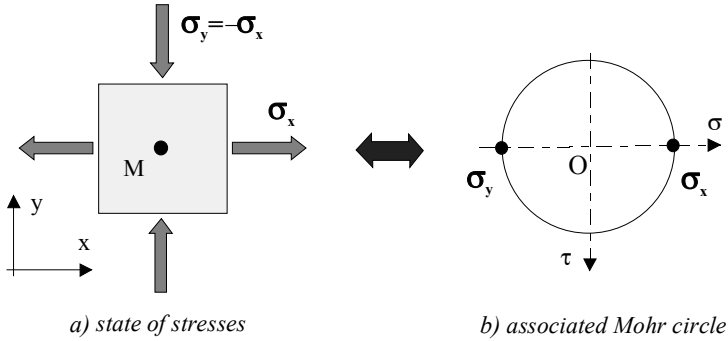 σy=−σx
σx
M
y
x
a) state of stresses
σ
O
σy
σx
τ
b) associated Mohr circle